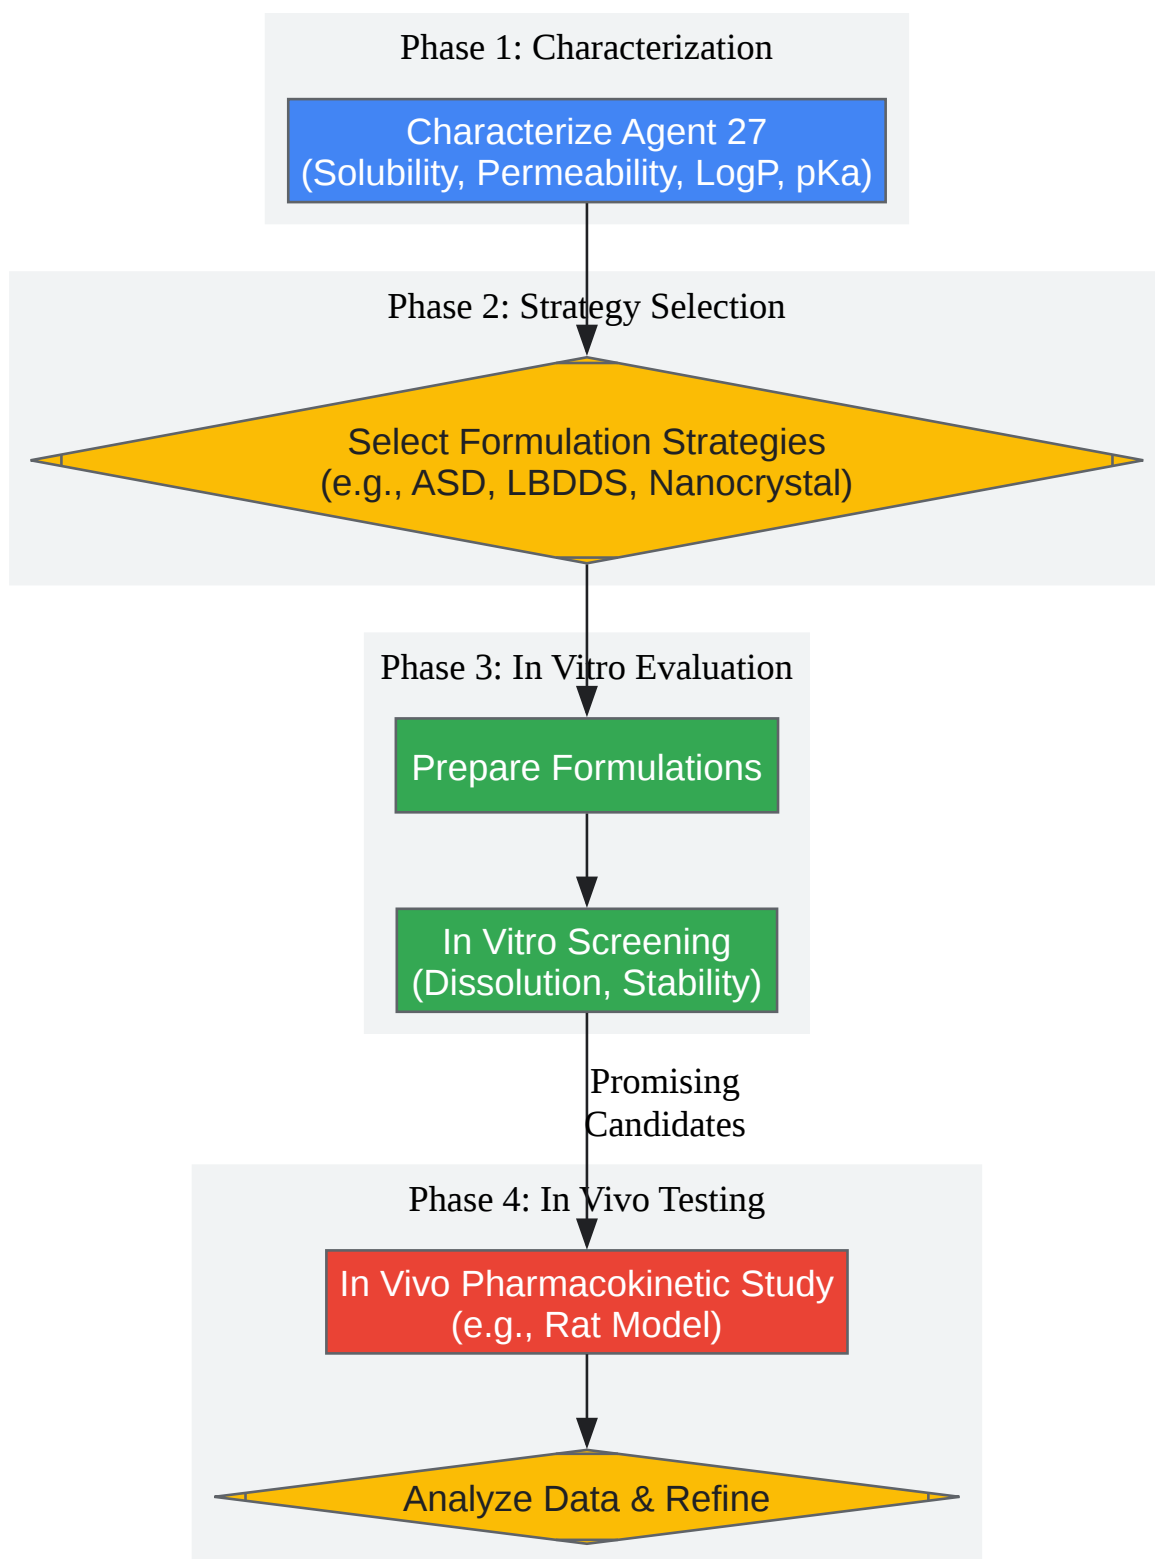 Phase 1: Characterization
Characterize Agent 27
(Solubility, Permeability, LogP, pKa)
Phase 2: Strategy Selection
Select Formulation Strategies
(e.g., ASD, LBDDS, Nanocrystal)
Phase 3: In Vitro Evaluation
Prepare Formulations
In Vitro Screening
(Dissolution, Stability)
Promising
Candidates
Phase 4: In Vivo Testing
In Vivo Pharmacokinetic Study
(e.g., Rat Model)
Analyze Data & Refine